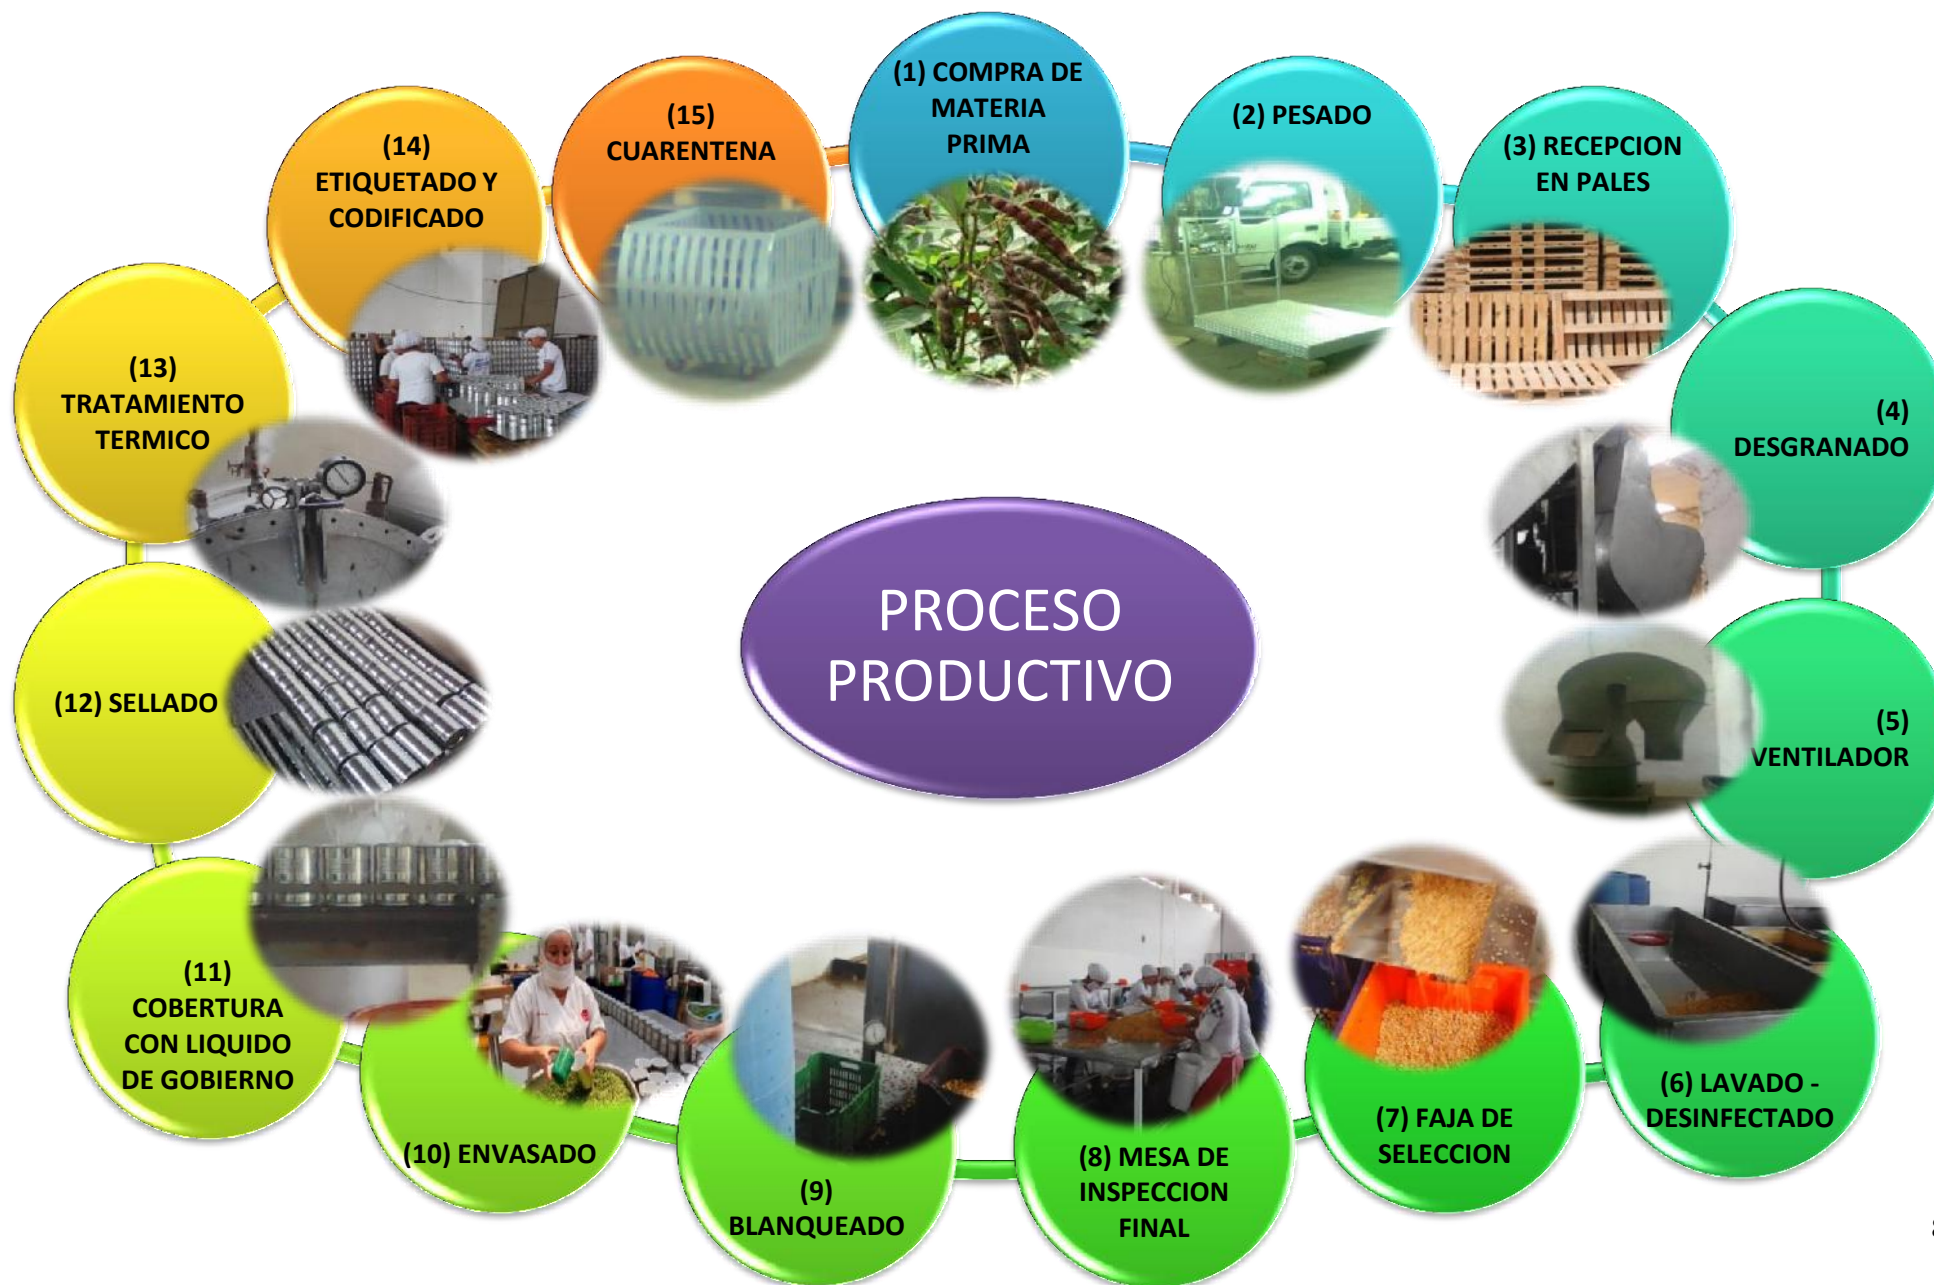 (1) COMPRA DE
MATERIA
PRIMA
(2) PESADO
(3) RECEPCION
EN PALES
(4)
DESGRANADO
(5)
VENTILADOR
(6) LAVADO -
DESINFECTADO
(7) FAJA DE
SELECCION
(8) MESA DE
INSPECCION
FINAL
(9)
BLANQUEADO
(10) ENVASADO
(11)
COBERTURA
CON LIQUIDO
DE GOBIERNO
(12) SELLADO
(13)
TRATAMIENTO
TERMICO
(14)
ETIQUETADO Y
CODIFICADO
(15)
CUARENTENA
PROCESO
PRODUCTIVO